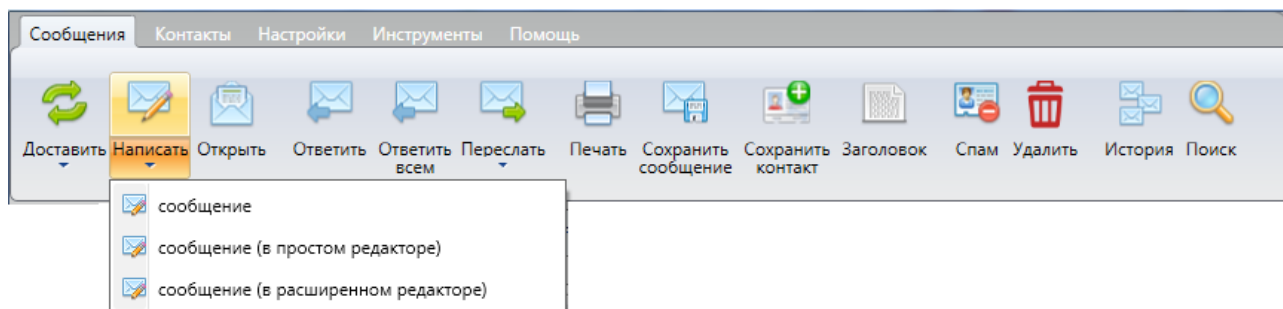 Сообщения Контакты Настройки Инструменты Помощь
Доставить Написать Открыть Ответить Ответить всем Переслать Печать Сохранить сообщение Сохранить контакт Заголовок Спам Удалить История Поиск
сообщение
сообщение (в простом редакторе)
сообщение (в расширенном редакторе)